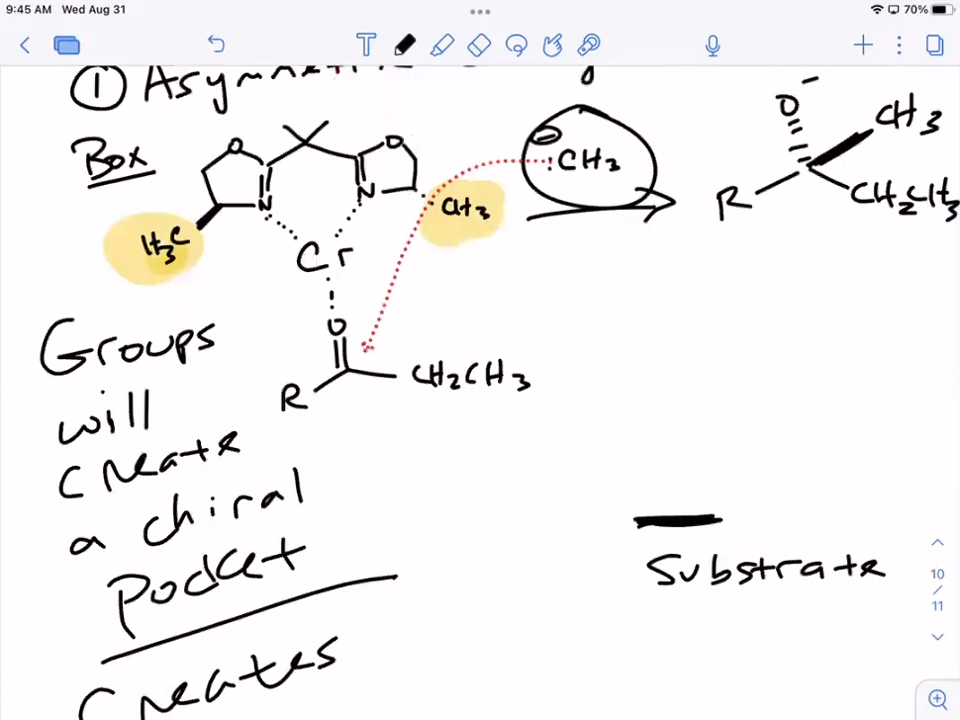 9:45 AM Wed Aug 31
70%
T
① Asymmetric
Box
O
O
N
N
H3C
CH3
Cr
O
R
CH2CH3
:CH3
O-
CH3
R
CH2CH3
Groups
will
create
a chiral
pocket
Creates
Substrate
10
/
11